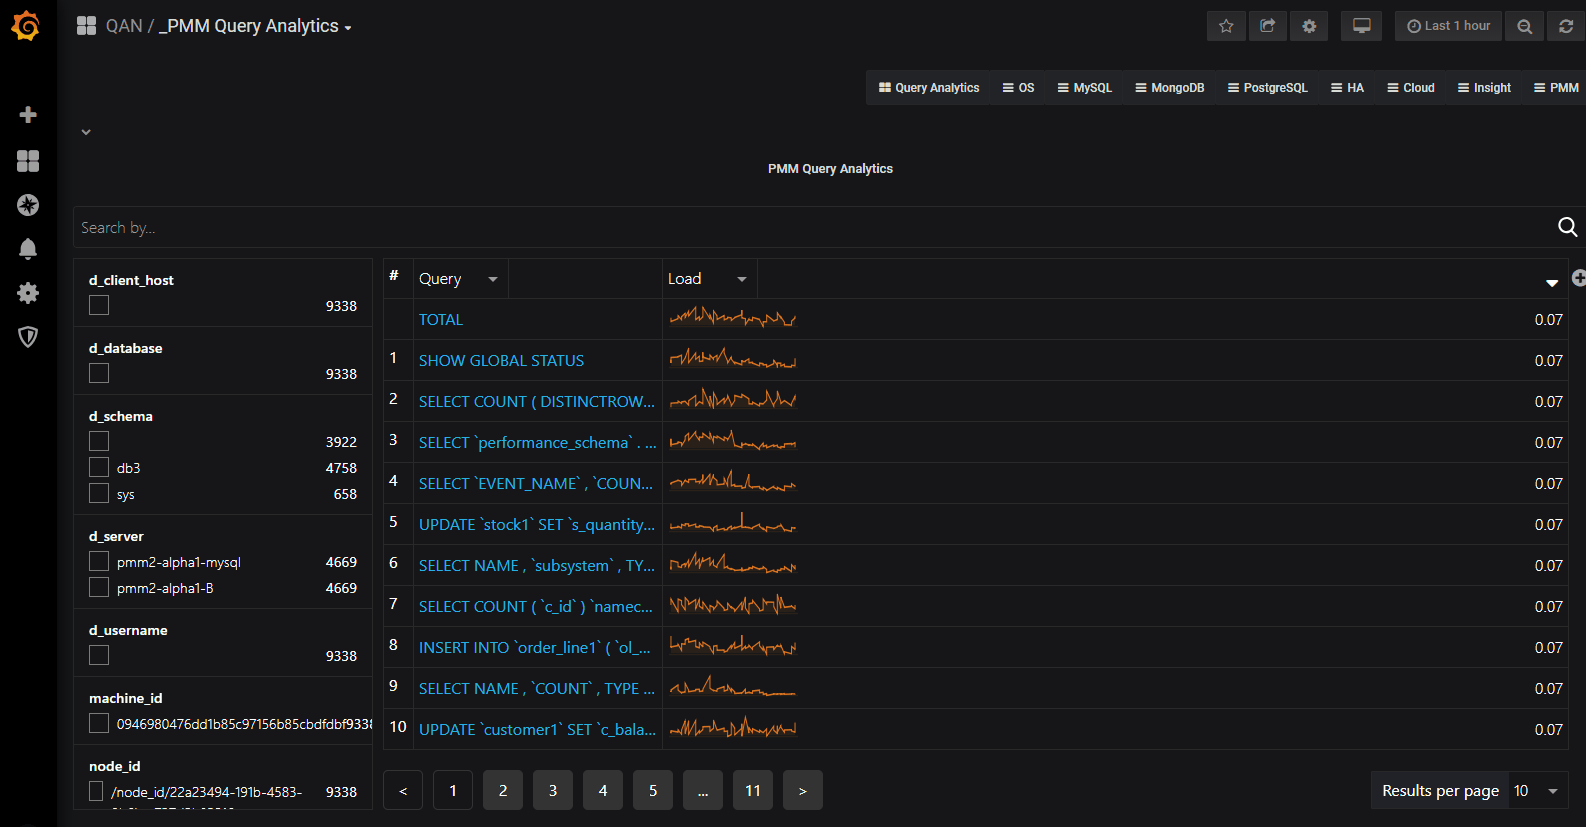 QAN / _PMM Query Analytics
Last 1 hour
Query Analytics OS MySQL MongoDB PostgreSQL HA Cloud Insight PMM
PMM Query Analytics
Search by...
d_client_host
9338
d_database
9338
d_schema
3922
db3 4758
sys 658
d_server
pmm2-alpha1-mysql 4669
pmm2-alpha1-B 4669
d_username
9338
machine_id
0946980476dd1b85c97156b85cbdfdbf9338
node_id
/node_id/22a23494-191b-4583- 9338
# Query Load
TOTAL 0.07
1 SHOW GLOBAL STATUS 0.07
2 SELECT COUNT ( DISTINCTROW... 0.07
3 SELECT `performance_schema` . ... 0.07
4 SELECT `EVENT_NAME` , `COUN... 0.07
5 UPDATE `stock1` SET `s_quantity... 0.07
6 SELECT NAME , `subsystem` , TY... 0.07
7 SELECT COUNT ( `c_id` ) `namec... 0.07
8 INSERT INTO `order_line1` ( `ol_... 0.07
9 SELECT NAME , `COUNT` , TYPE ... 0.07
10 UPDATE `customer1` SET `c_bala... 0.07
< 1 2 3 4 5 ... 11 >
Results per page 10